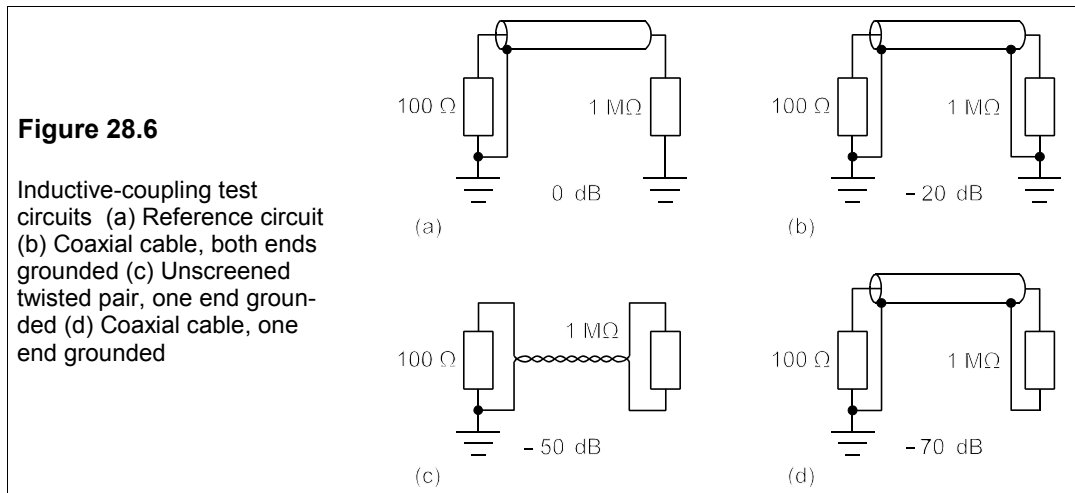 Figure 28.6
Inductive-coupling test
circuits (a) Reference circuit
(b) Coaxial cable, both ends
grounded (c) Unscreened
twisted pair, one end groun-
ded (d) Coaxial cable, one
end grounded
100 Ω
1 MΩ
0 dB
(a)
100 Ω
1 MΩ
– 20 dB
(b)
100 Ω
1 MΩ
– 50 dB
(c)
100 Ω
1 MΩ
–70 dB
(d)